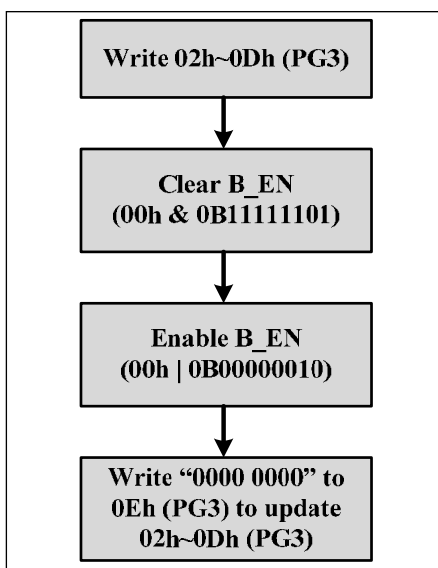 Write 02h~0Dh (PG3)
Clear B_EN
(00h & 0B11111101)
Enable B_EN
(00h | 0B00000010)
Write “0000 0000” to
0Eh (PG3) to update
02h~0Dh (PG3)